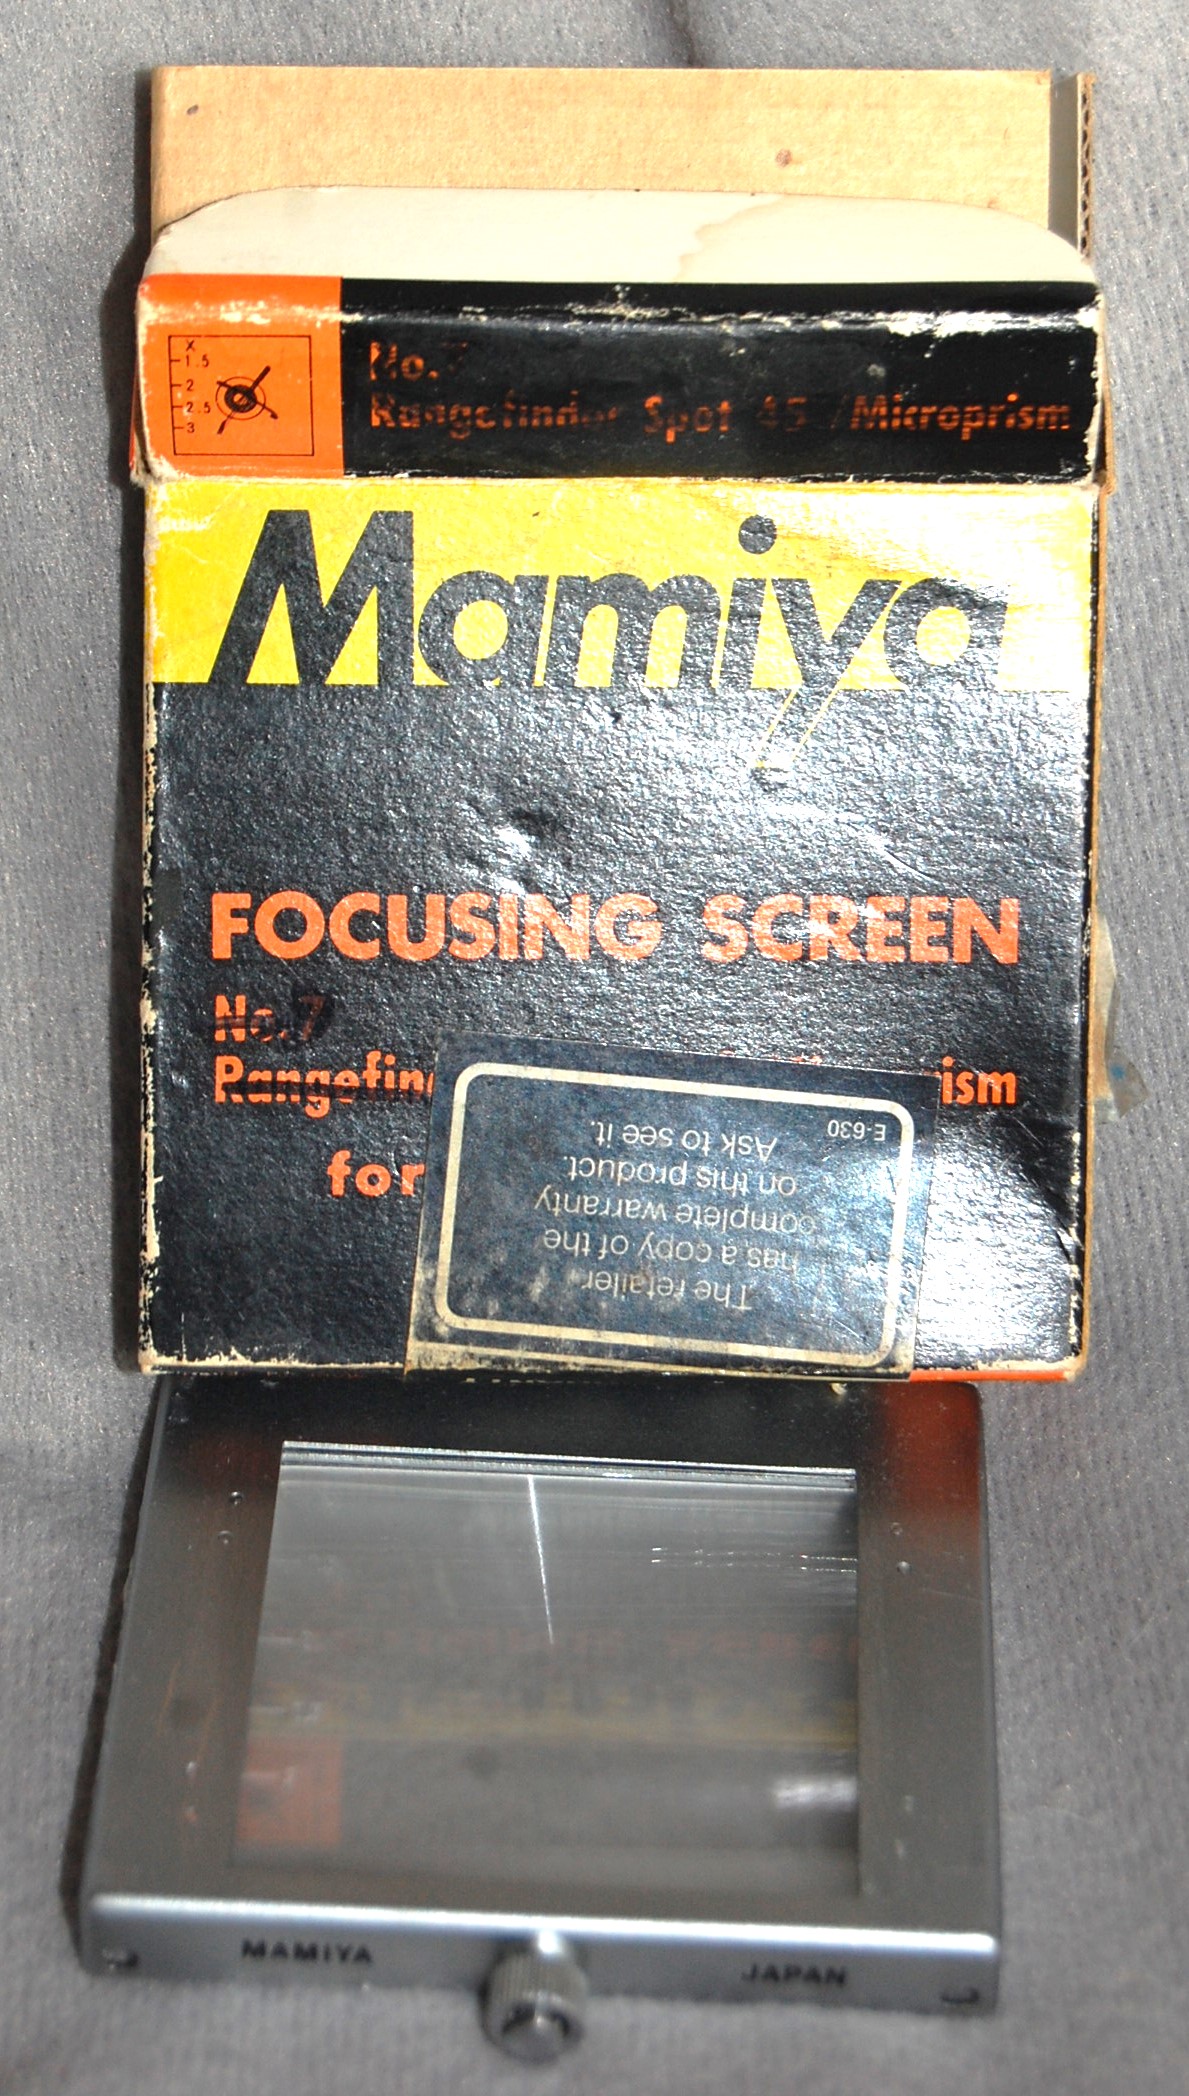 X
1.5
2
2.5
3
No.7
Rangefinder Spot 45°/Microprism
Mamiya
FOCUSING SCREEN
No.7
ism
for
The retailer
has a copy of the
complete warranty
on this product.
Ask to see it.
E-630
MAMIYA
JAPAN